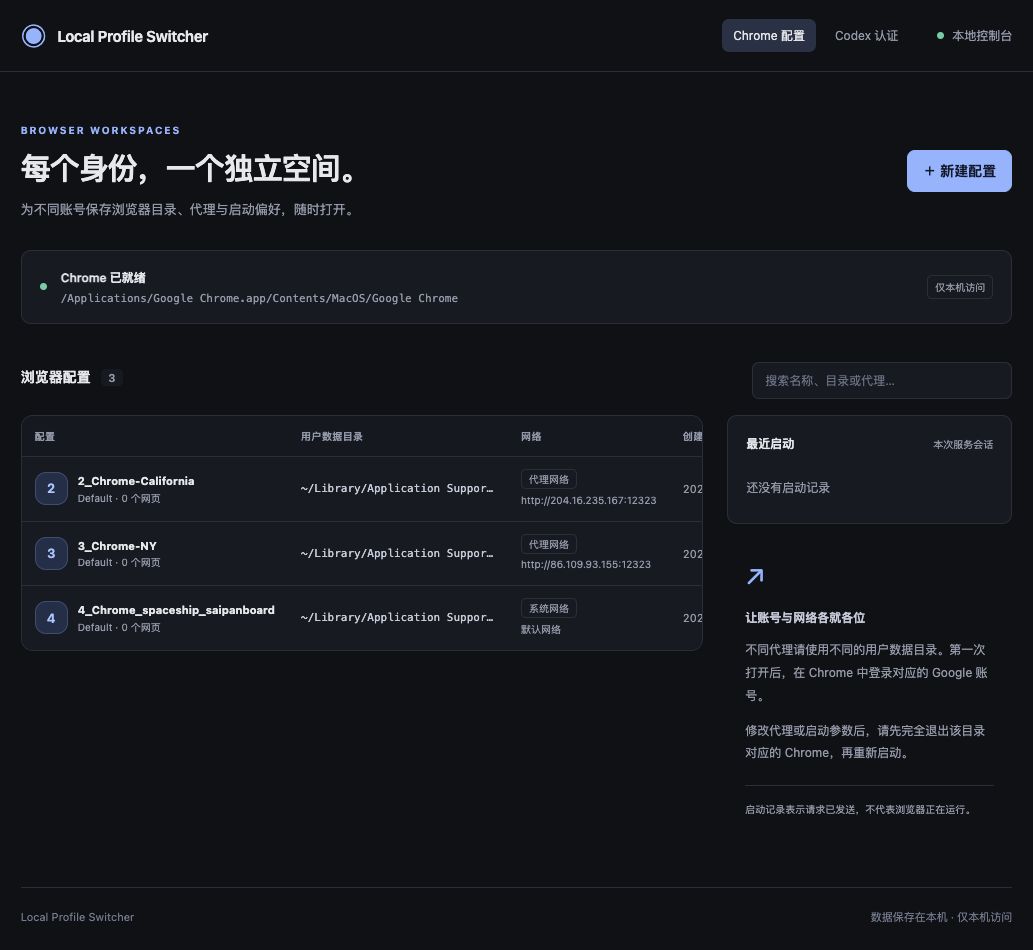 Local Profile Switcher
Chrome 配置
Codex 认证
本地控制台
BROWSER WORKSPACES
每个身份，一个独立空间。
+ 新建配置
为不同账号保存浏览器目录、代理与启动偏好，随时打开。
Chrome 已就绪
/Applications/Google Chrome.app/Contents/MacOS/Google Chrome
仅本机访问
浏览器配置 3
搜索名称、目录或代理...
配置 用户数据目录 网络 创建
2 2_Chrome-California
Default · 0 个网页
~/Library/Application Suppor…
代理网络
http://204.16.235.167:12323
202
3 3_Chrome-NY
Default · 0 个网页
~/Library/Application Suppor…
代理网络
http://86.109.93.155:12323
202
4 4_Chrome_spaceship_saipanboard
Default · 0 个网页
~/Library/Application Suppor…
系统网络
默认网络
202
最近启动
本次服务会话
还没有启动记录
让账号与网络各就各位
不同代理请使用不同的用户数据目录。第一次
打开后，在 Chrome 中登录对应的 Google 账
号。
修改代理或启动参数后，请先完全退出该目录
对应的 Chrome，再重新启动。
启动记录表示请求已发送，不代表浏览器正在运行。
Local Profile Switcher
数据保存在本机 · 仅本机访问